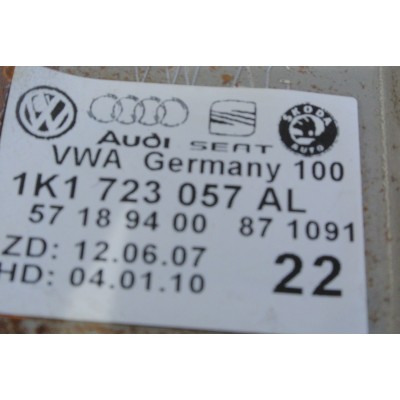 AUDI SEAT ŠKODA AUTO
VWA Germany 100
1K1 723 057 AL
57 18 94 00 87 1091
ZD: 12.06.07
HD: 04.01.10 22